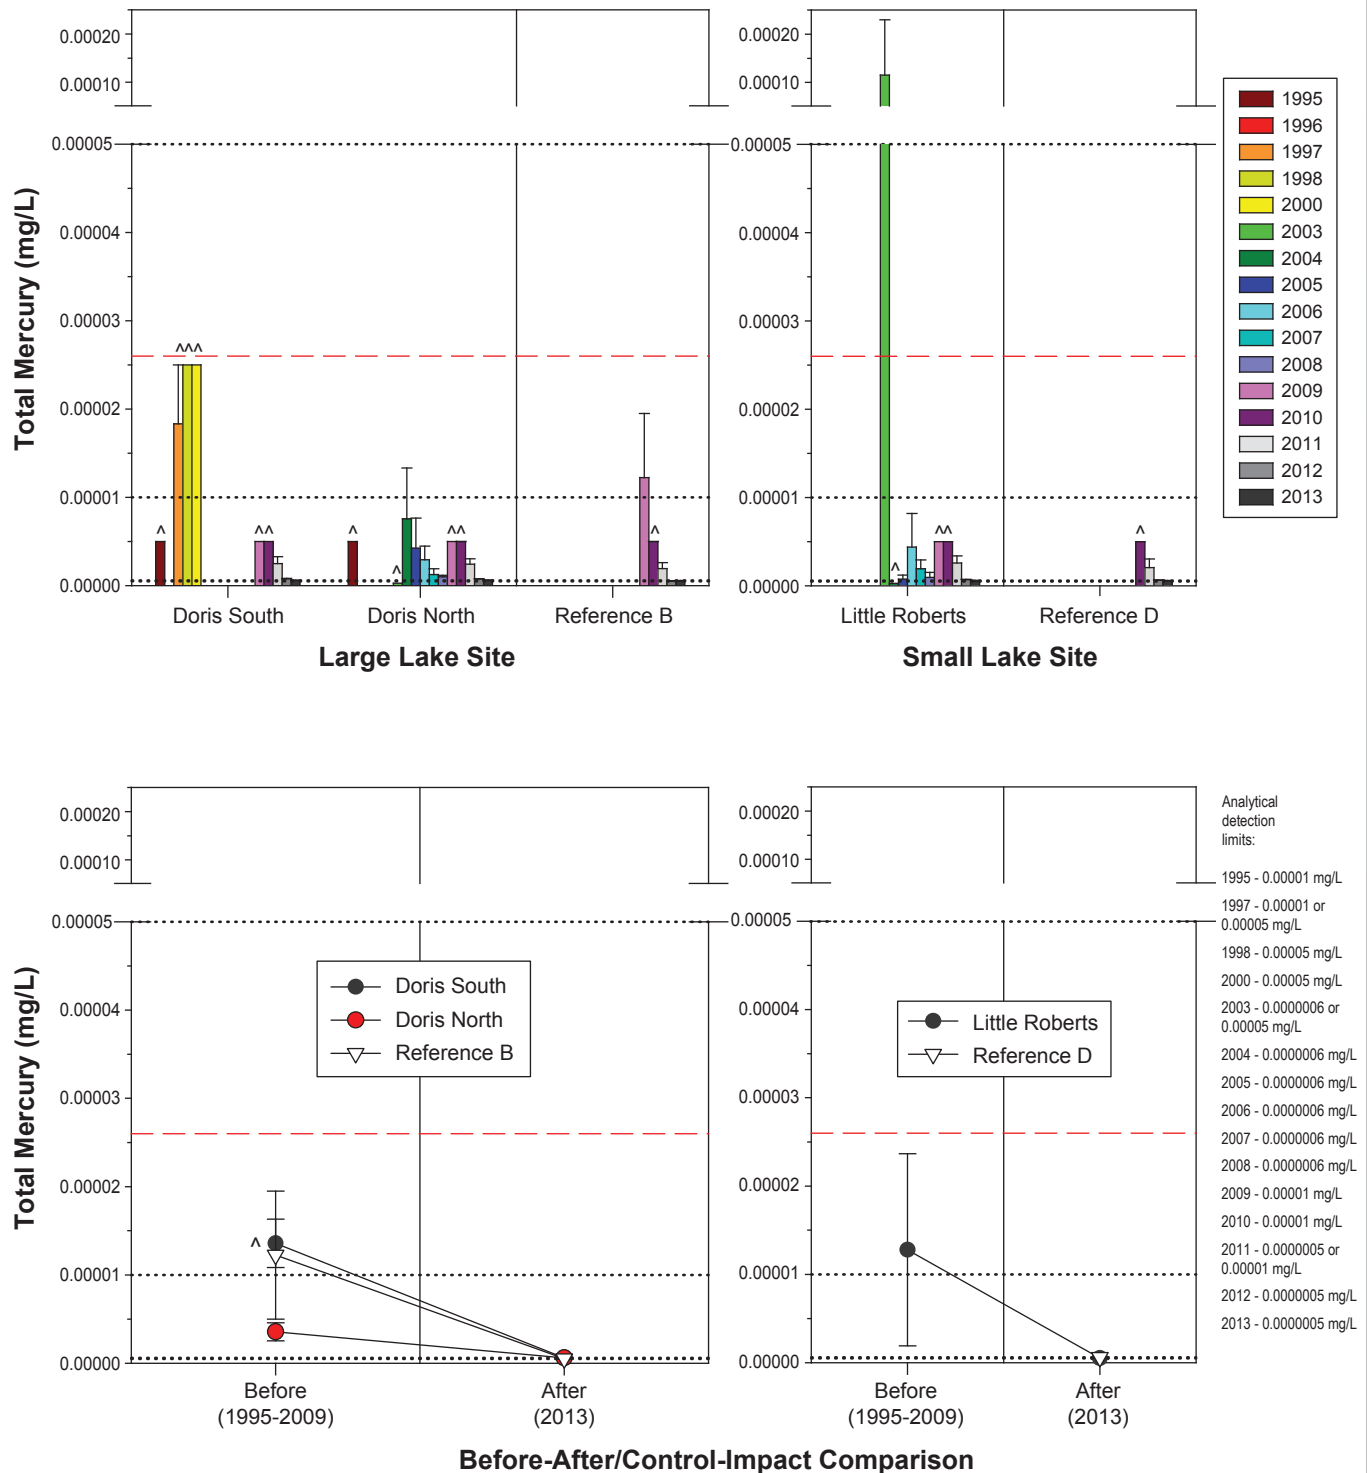 0.00020
0.00010
0.00005
0.00004
0.00003
0.00002
0.00001
0.00000
Total Mercury (mg/L)
^
^^^
^^
^
^
^^
^
Doris South
Doris North
Reference B
Large Lake Site
0.00020
0.00010
0.00005
0.00004
0.00003
0.00002
0.00001
0.00000
^
^^
^
Little Roberts
Reference D
Small Lake Site
1995
1996
1997
1998
2000
2003
2004
2005
2006
2007
2008
2009
2010
2011
2012
2013
0.00020
0.00010
0.00005
0.00004
0.00003
0.00002
0.00001
0.00000
Total Mercury (mg/L)
Doris South
Doris North
Reference B
^
Before
(1995-2009)
After
(2013)
0.00020
0.00010
0.00005
0.00004
0.00003
0.00002
0.00001
0.00000
Little Roberts
Reference D
Before
(1995-2009)
After
(2013)
Before-After/Control-Impact Comparison
Analytical
detection
limits:
1995 - 0.00001 mg/L
1997 - 0.00001 or
0.00005 mg/L
1998 - 0.00005 mg/L
2000 - 0.00005 mg/L
2003 - 0.0000006 or
0.00005 mg/L
2004 - 0.0000006 mg/L
2005 - 0.0000006 mg/L
2006 - 0.0000006 mg/L
2007 - 0.0000006 mg/L
2008 - 0.0000006 mg/L
2009 - 0.00001 mg/L
2010 - 0.00001 mg/L
2011 - 0.0000005 or
0.00001 mg/L
2012 - 0.0000005 mg/L
2013 - 0.0000005 mg/L